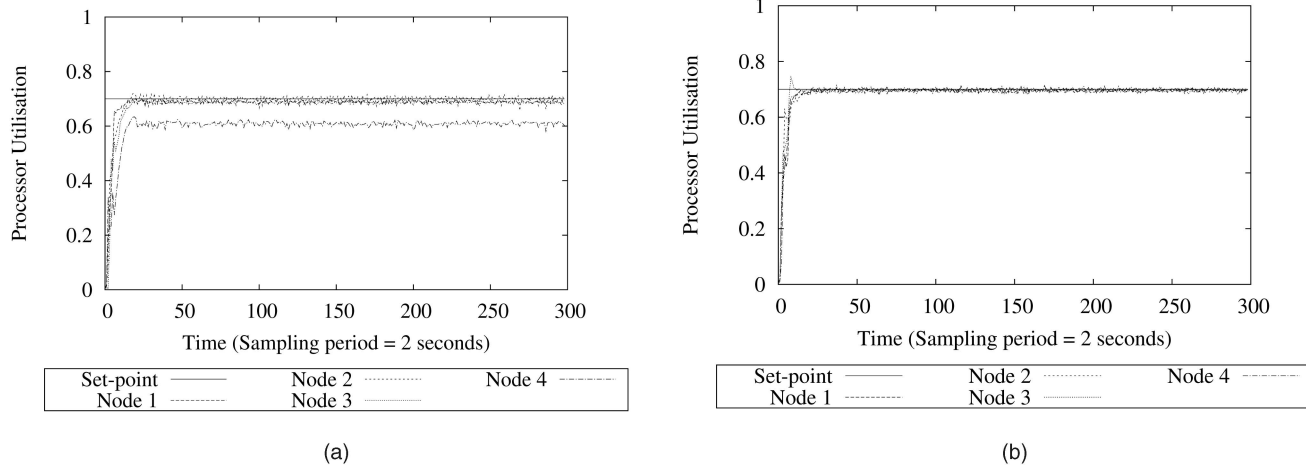 1
0.8
0.6
0.4
0.2
0
Processor Utilisation
0 50 100 150 200 250 300
Time (Sampling period = 2 seconds)
Set-point Node 2 Node 4
Node 1 Node 3
(a)
1
0.8
0.6
0.4
0.2
0
Processor Utilisation
0 50 100 150 200 250 300
Time (Sampling period = 2 seconds)
Set-point Node 2 Node 4
Node 1 Node 3
(b)